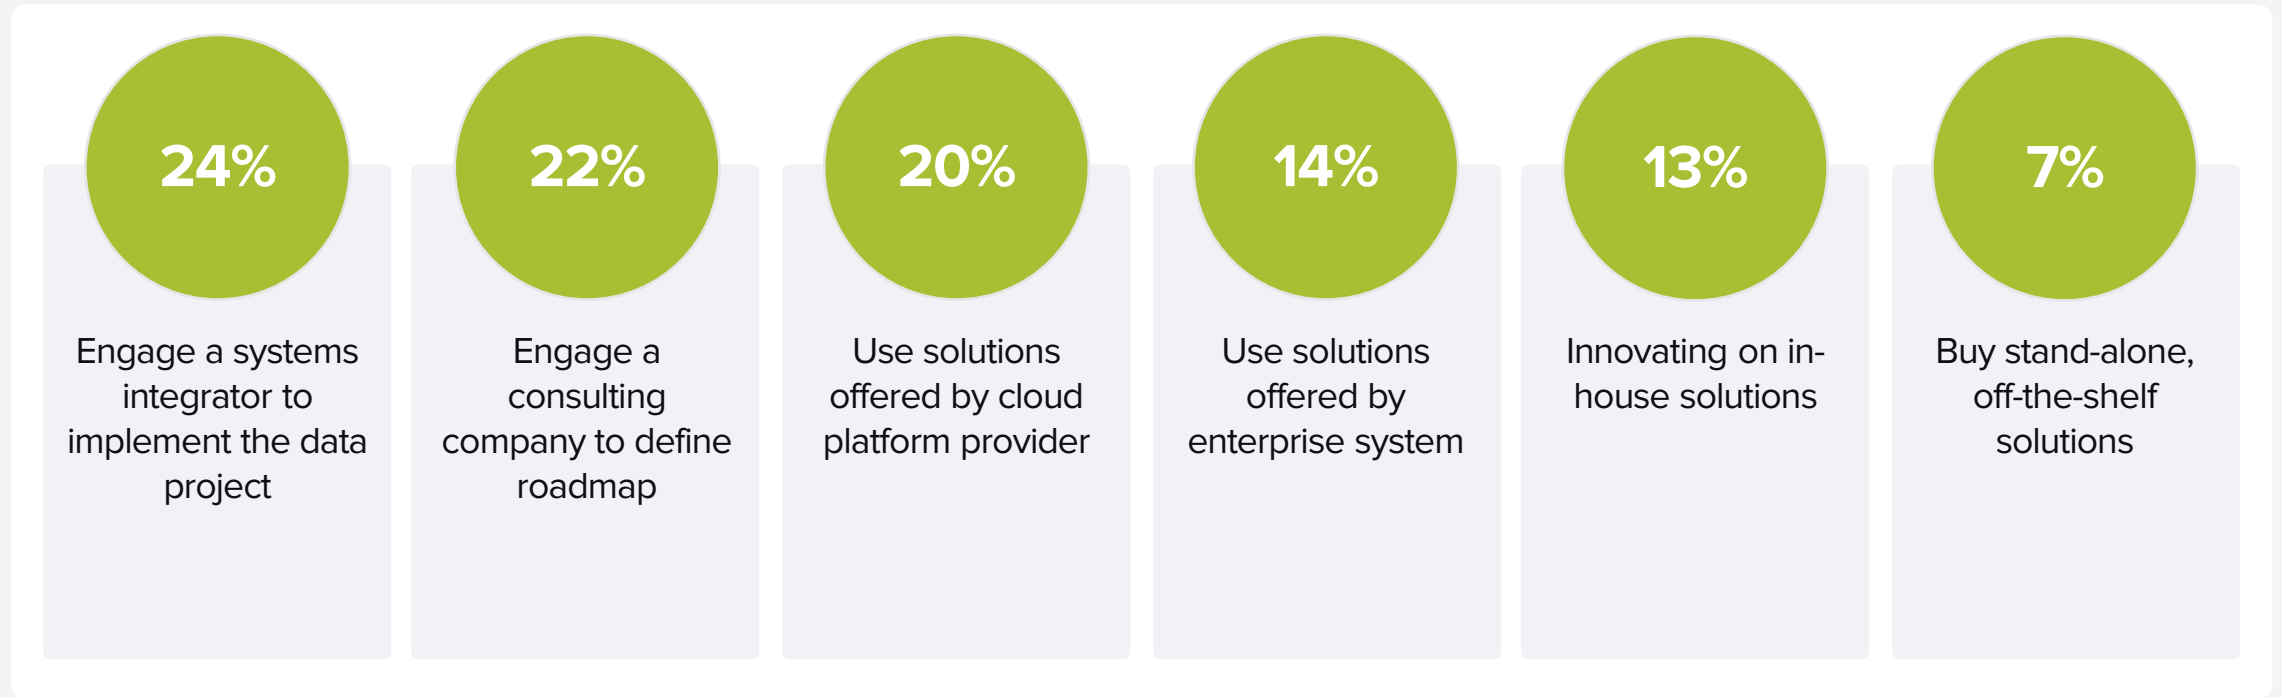 24%
Engage a systems
integrator to
implement the data
project
22%
Engage a
consulting
company to define
roadmap
20%
Use solutions
offered by cloud
platform provider
14%
Use solutions
offered by
enterprise system
13%
Innovating on in-
house solutions
7%
Buy stand-alone,
off-the-shelf
solutions